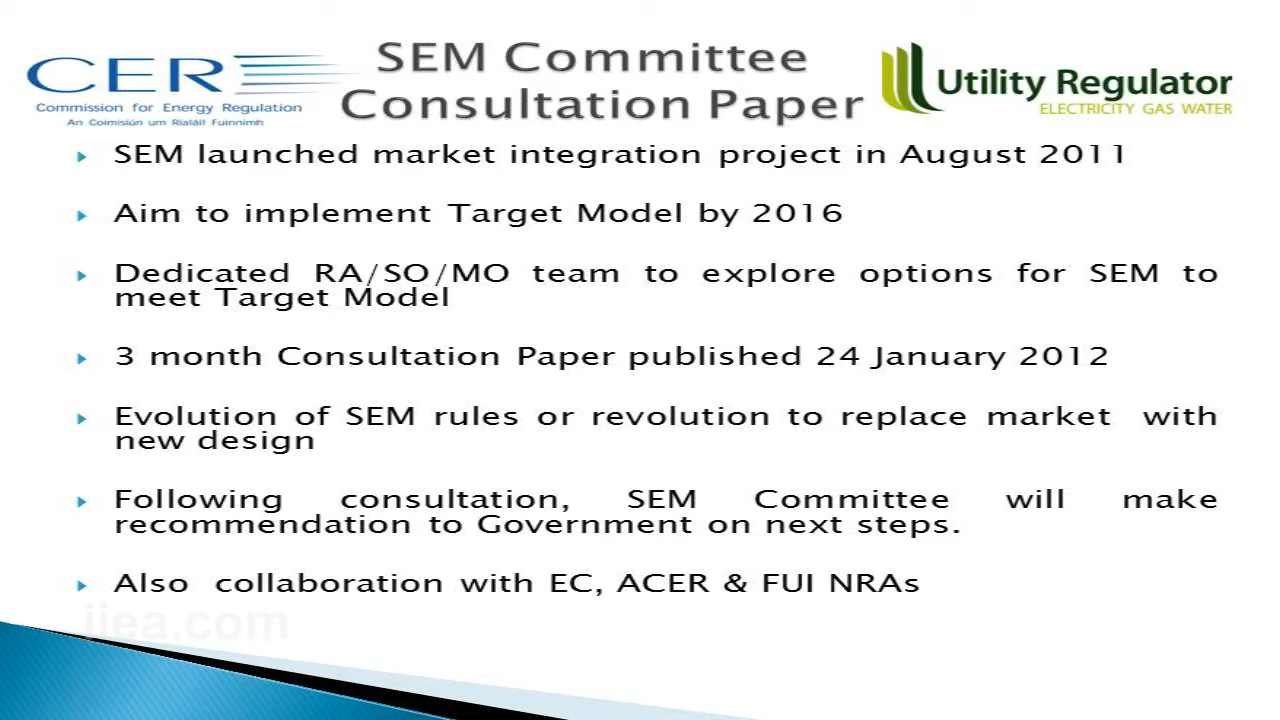 CER
Commission for Energy Regulation
An Coimisiún um Rialáil Fuinnimh
SEM Committee
Consultation Paper
Utility Regulator
ELECTRICITY GAS WATER
SEM launched market integration project in August 2011
Aim to implement Target Model by 2016
Dedicated RA/SO/MO team to explore options for SEM to
meet Target Model
3 month Consultation Paper published 24 January 2012
Evolution of SEM rules or revolution to replace market with
new design
Following consultation, SEM Committee will make
recommendation to Government on next steps.
Also collaboration with EC, ACER & FUI NRAs
iiea.com